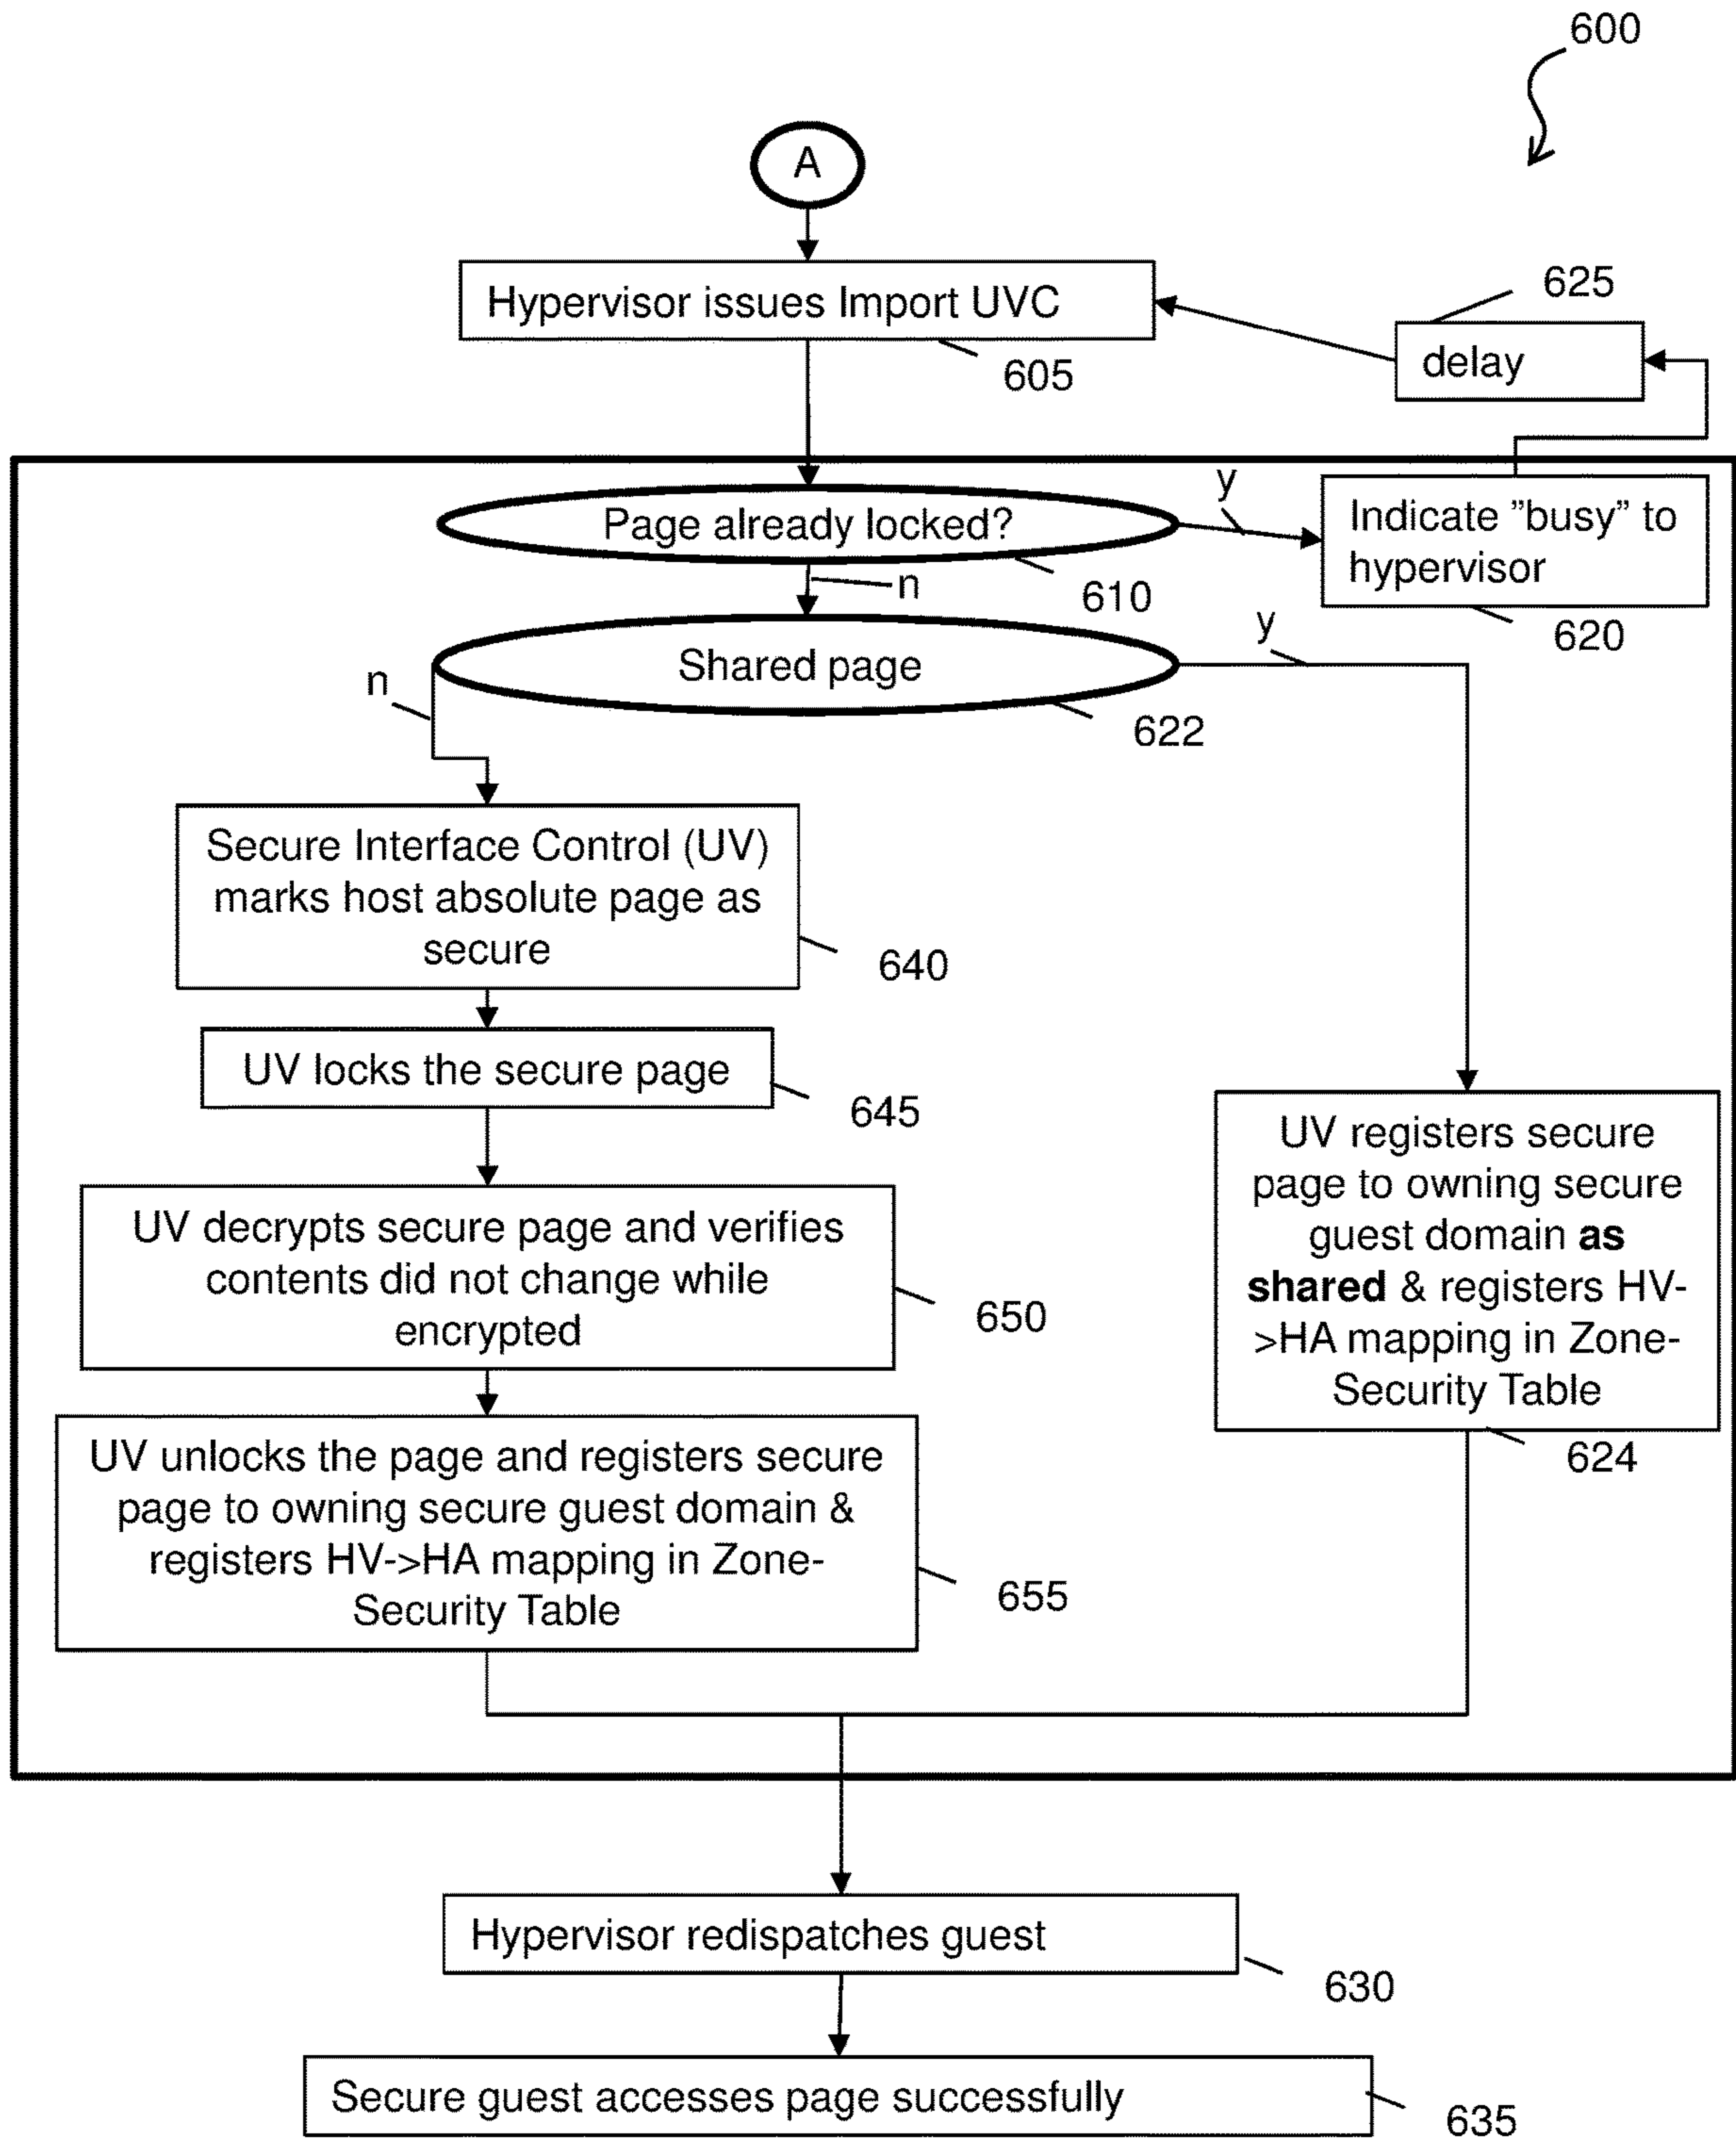 600
A
Hypervisor issues Import UVC
605
625
delay
Page already locked?
610
y
n
Indicate "busy" to
hypervisor
620
Shared page
622
y
n
Secure Interface Control (UV)
marks host absolute page as
secure
640
UV locks the secure page
645
UV decrypts secure page and verifies
contents did not change while
encrypted
650
UV unlocks the page and registers secure
page to owning secure guest domain &
registers HV->HA mapping in Zone-
Security Table
655
UV registers secure
page to owning secure
guest domain as
shared & registers HV-
>HA mapping in Zone-
Security Table
624
Hypervisor redispatches guest
630
Secure guest accesses page successfully
635